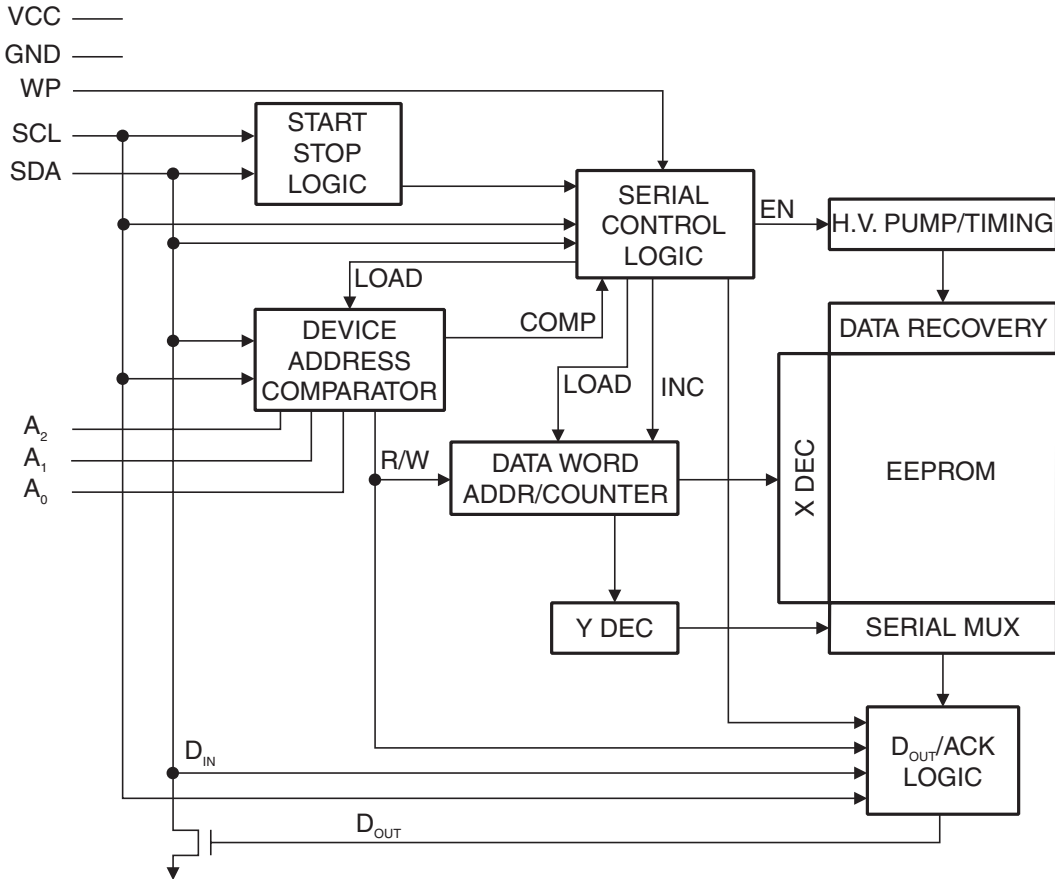 VCC
GND
WP
SCL
SDA
START
STOP
LOGIC
SERIAL
CONTROL
LOGIC
EN
H.V. PUMP/TIMING
LOAD
COMP
DATA RECOVERY
DEVICE
ADDRESS
COMPARATOR
LOAD
INC
A2
A1
A0
R/W
DATA WORD
ADDR/COUNTER
X DEC
EEPROM
Y DEC
SERIAL MUX
DIN
DOUT/ACK
LOGIC
DOUT